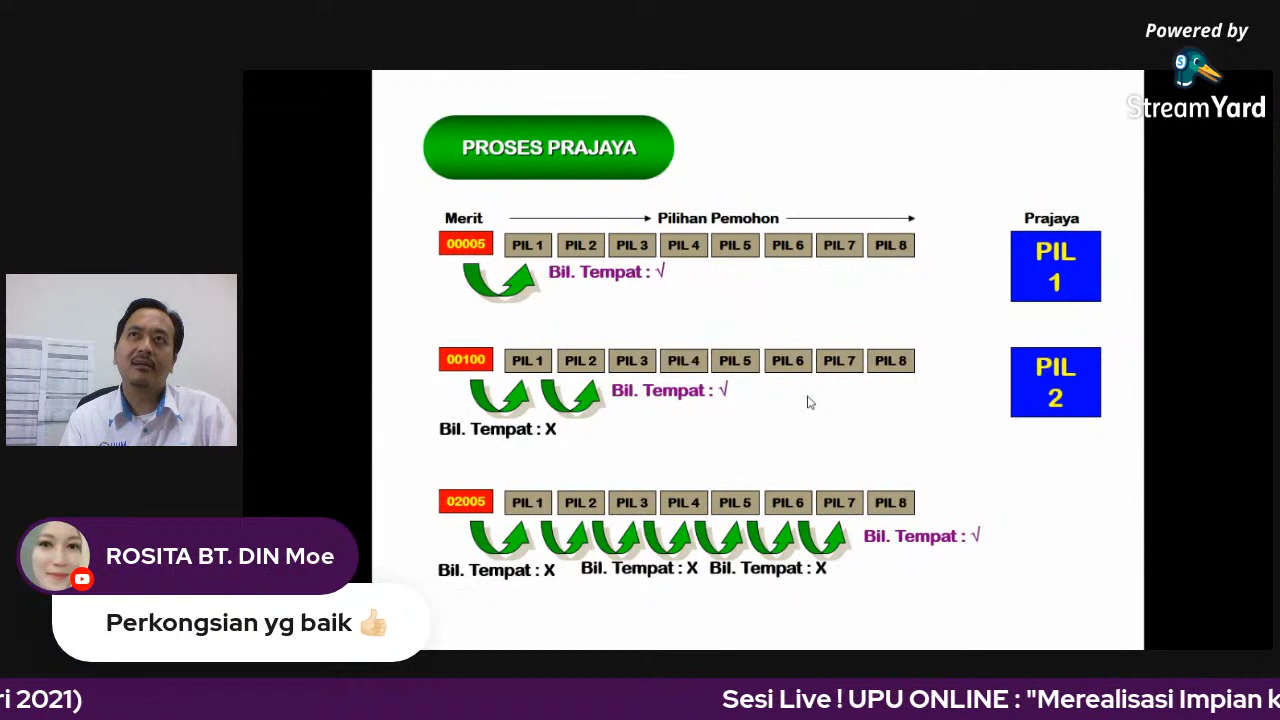 Powered by
StreamYard
PROSES PRAJAYA
Merit
Pilihan Pemohon
Prajaya
00005
PIL 1
PIL 2
PIL 3
PIL 4
PIL 5
PIL 6
PIL 7
PIL 8
PIL
1
Bil. Tempat : √
00100
PIL 1
PIL 2
PIL 3
PIL 4
PIL 5
PIL 6
PIL 7
PIL 8
PIL
2
Bil. Tempat : √
Bil. Tempat : X
02005
PIL 1
PIL 2
PIL 3
PIL 4
PIL 5
PIL 6
PIL 7
PIL 8
Bil. Tempat : √
Bil. Tempat : X
Bil. Tempat : X
Bil. Tempat : X
ROSITA BT. DIN Moe
Perkongsian yg baik 👍🏻
ri 2021)
Sesi Live ! UPU ONLINE : "Merealisasi Impian k